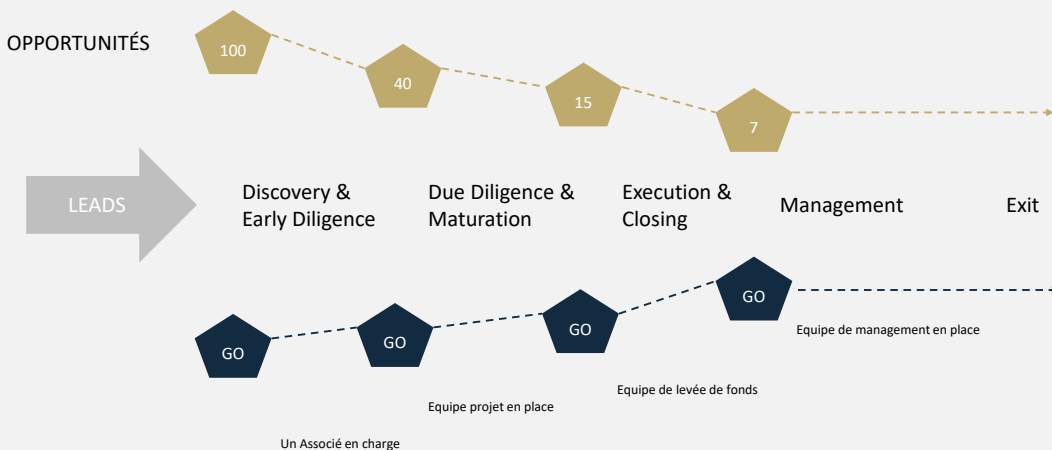 OPPORTUNITÉS
100
40
15
7
LEADS
Discovery &
Early Diligence
Due Diligence &
Maturation
Execution &
Closing
Management
Exit
GO
GO
GO
GO
Equipe de management en place
Equipe de levée de fonds
Equipe projet en place
Un Associé en charge